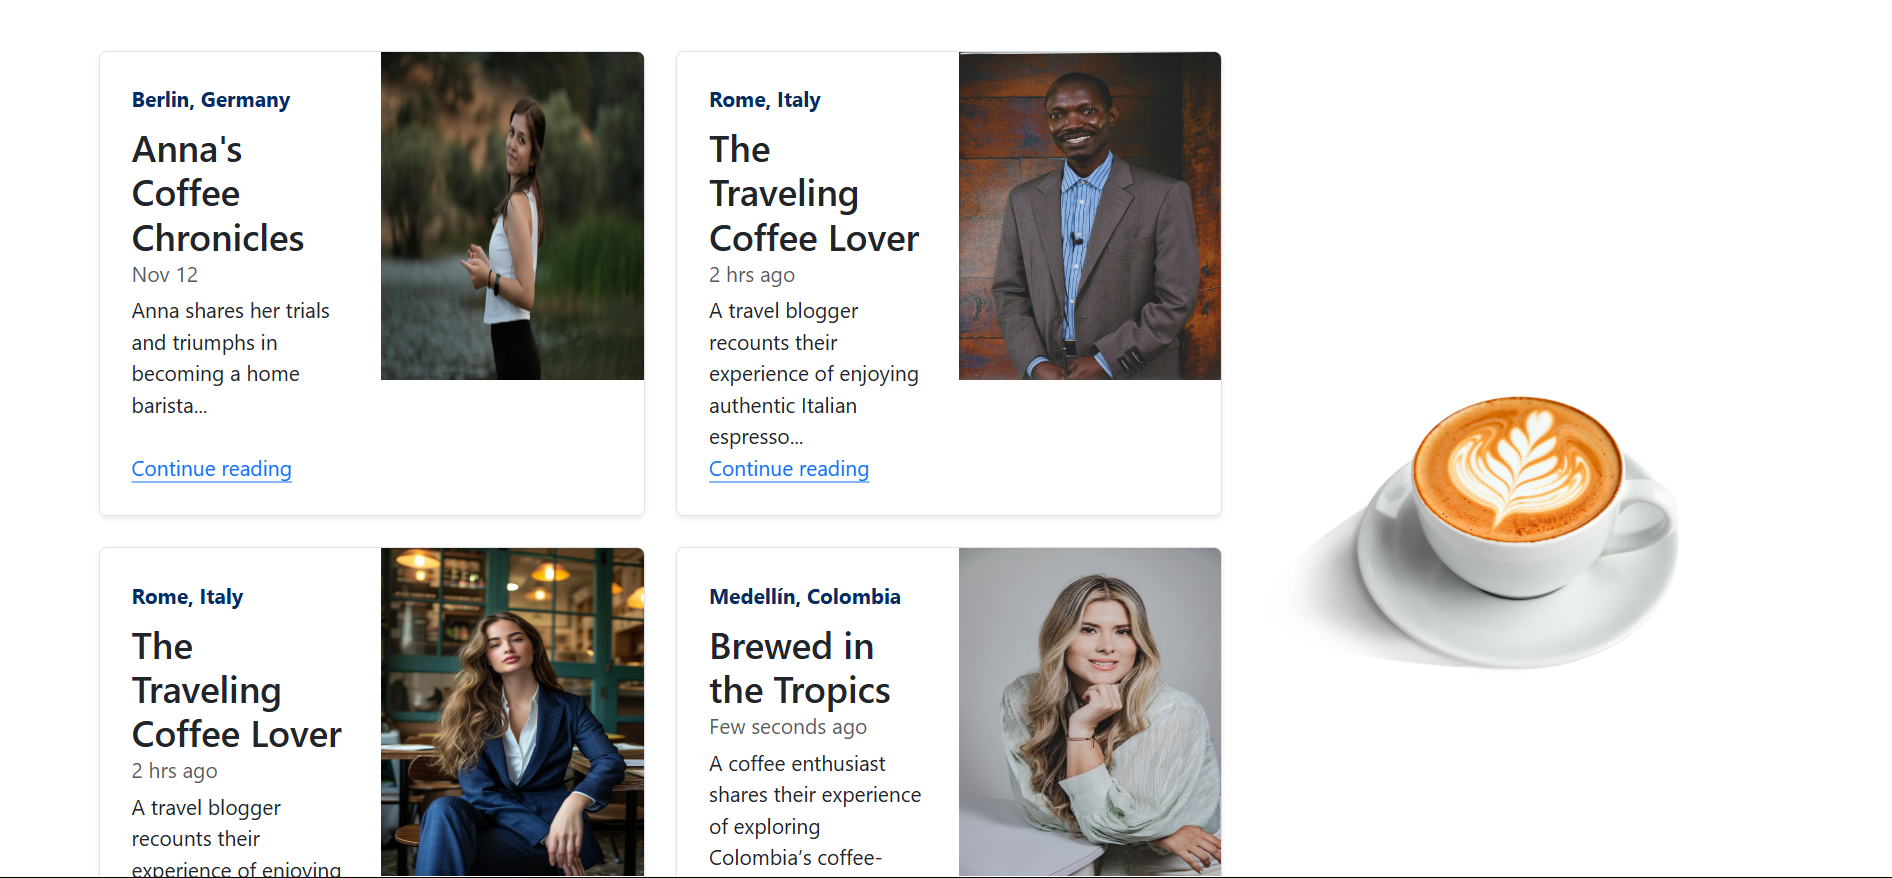 Berlin, Germany
Anna's
Coffee
Chronicles
Nov 12
Anna shares her trials
and triumphs in
becoming a home
barista...
Continue reading
Rome, Italy
The
Traveling
Coffee Lover
2 hrs ago
A travel blogger
recounts their
experience of enjoying
authentic Italian
espresso...
Continue reading
Rome, Italy
The
Traveling
Coffee Lover
2 hrs ago
A travel blogger
recounts their
experience of enjoying
Medellín, Colombia
Brewed in
the Tropics
Few seconds ago
A coffee enthusiast
shares their experience
of exploring
Colombia’s coffee-